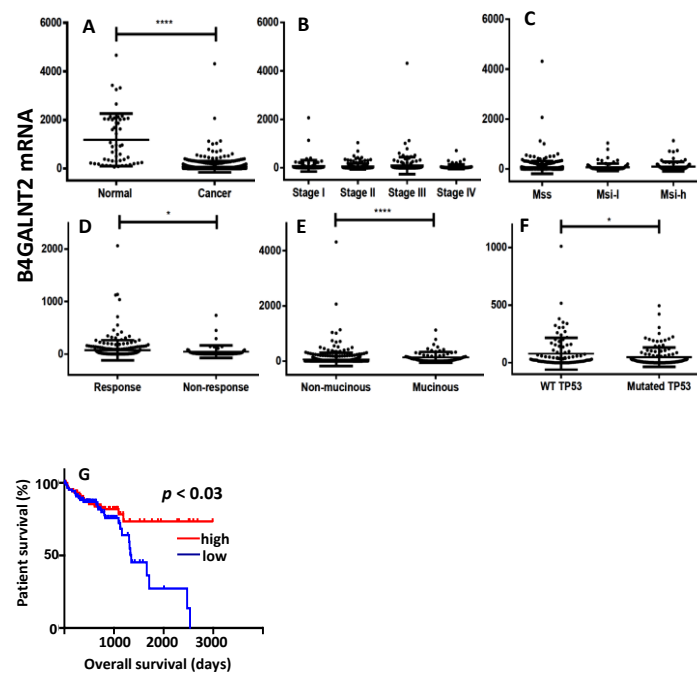 B4GALNT2 mRNA
A
****
6000
4000
2000
0
Normal Cancer
B
6000
4000
2000
0
Stage I Stage II Stage III Stage IV
C
6000
4000
2000
0
Mss Msi-l Msi-h
D
*
2000
1000
0
Response Non-response
E
****
4000
2000
0
Non-mucinous Mucinous
F
*
1000
500
0
WT TP53 Mutated TP53
G
Patient survival (%)
100
50
0
p < 0.03
high
low
1000 2000 3000
Overall survival (days)